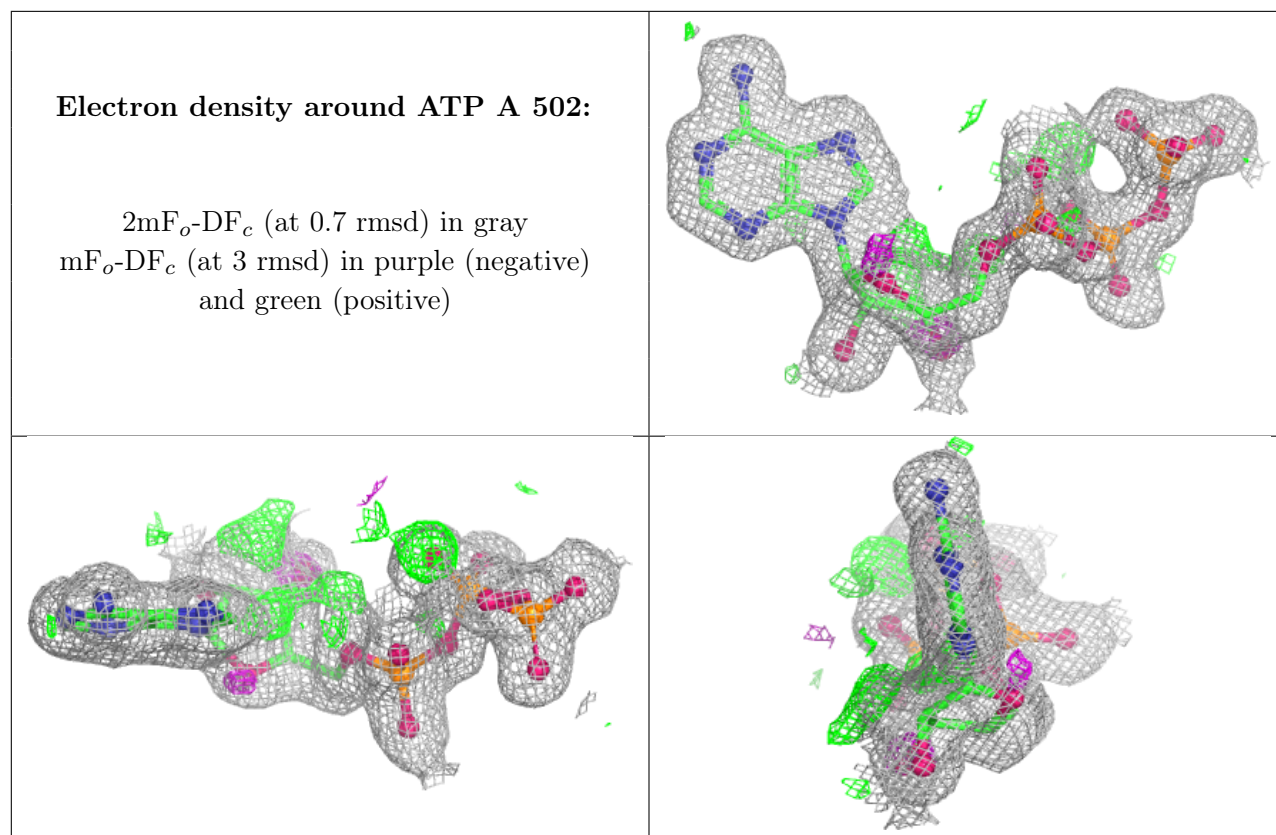 Electron density around ATP A 502:
2mFₒ-DF𝑐 (at 0.7 rmsd) in gray
mFₒ-DF𝑐 (at 3 rmsd) in purple (negative)
and green (positive)